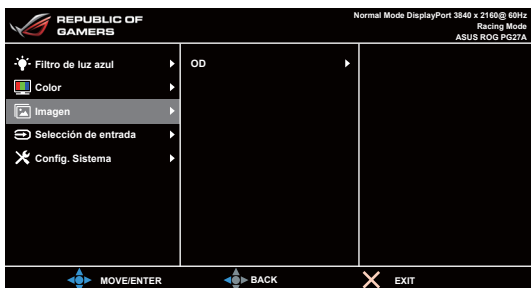 REPUBLIC OF
GAMERS
Normal Mode DisplayPort 3840 x 2160@ 60Hz
Racing Mode
ASUS ROG PG27A
Filtro de luz azul
OD
Color
Imagen
Selección de entrada
Config. Sistema
MOVE/ENTER
BACK
EXIT